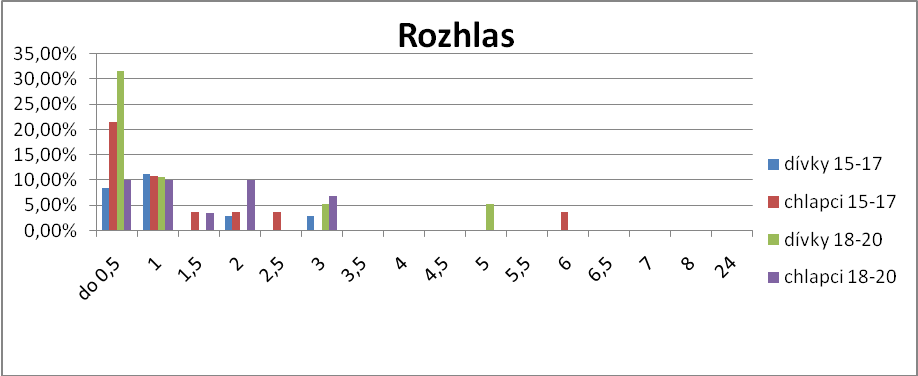 Rozhlas
35,00%
30,00%
25,00%
20,00%
15,00%
10,00%
5,00%
0,00%
do 0,5 1 1,5 2 2,5 3 3,5 4 4,5 5 5,5 6 6,5 7 8 24
dívky 15-17
chlapci 15-17
dívky 18-20
chlapci 18-20